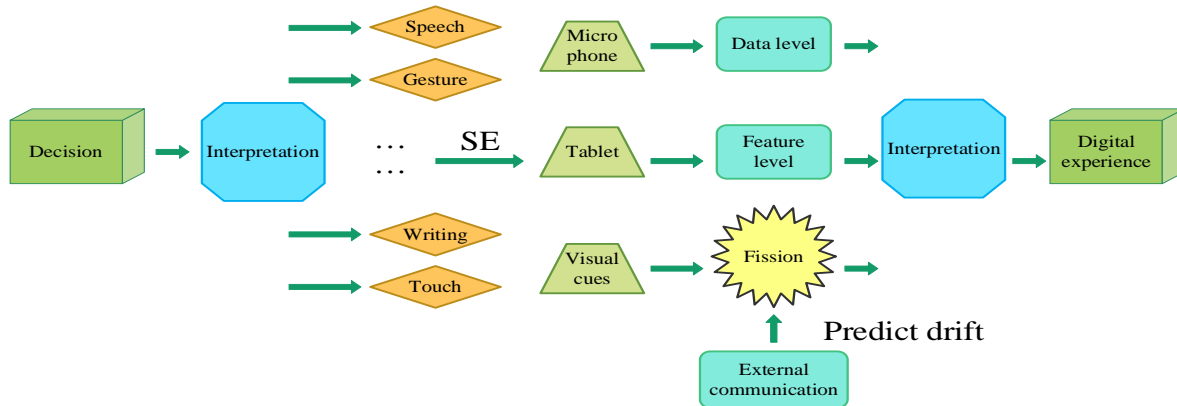 Speech
Gesture
Micro
phone
Data level
Decision
Interpretation
...
...
SE
Tablet
Feature
level
Interpretation
Digital
experience
Writing
Touch
Visual
cues
Fission
Predict drift
External
communication